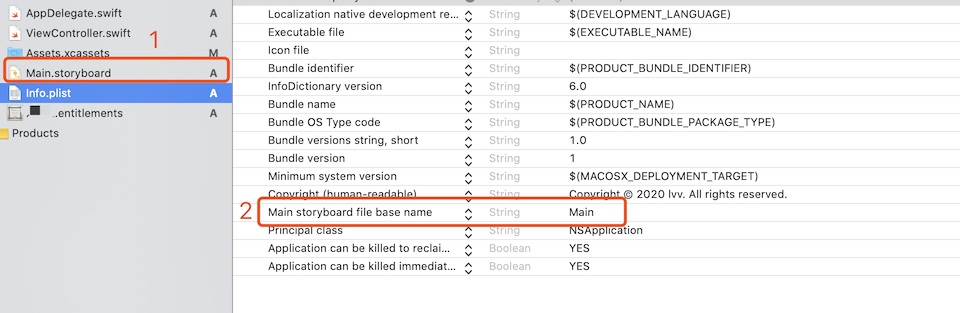 AppDelegate.swift A
ViewController.swift A
1
Assets.xcassets M
Main.storyboard A
Info.plist A
.entitlements A
Products
Localization native development re... String $(DEVELOPMENT_LANGUAGE)
Executable file String $(EXECUTABLE_NAME)
Icon file String
Bundle identifier String $(PRODUCT_BUNDLE_IDENTIFIER)
InfoDictionary version String 6.0
Bundle name String $(PRODUCT_NAME)
Bundle OS Type code String $(PRODUCT_BUNDLE_PACKAGE_TYPE)
Bundle versions string, short String 1.0
Bundle version String 1
Minimum system version String $(MACOSX_DEPLOYMENT_TARGET)
Copyright (human-readable) String Copyright © 2020 lvv. All rights reserved.
2 Main storyboard file base name String Main
Principal class String NSApplication
Application can be killed to reclai... Boolean YES
Application can be killed immediat... Boolean YES